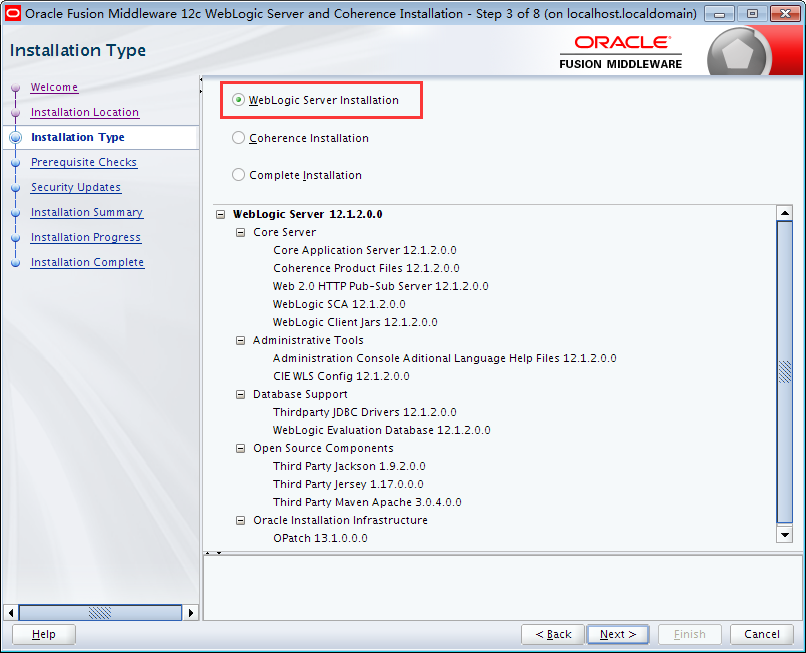 Oracle Fusion Middleware 12c WebLogic Server and Coherence Installation - Step 3 of 8 (on localhost.localdomain)
Installation Type
ORACLE
FUSION MIDDLEWARE
Welcome
Installation Location
Installation Type
Prerequisite Checks
Security Updates
Installation Summary
Installation Progress
Installation Complete
WebLogic Server Installation
Coherence Installation
Complete Installation
WebLogic Server 12.1.2.0.0
Core Server
Core Application Server 12.1.2.0.0
Coherence Product Files 12.1.2.0.0
Web 2.0 HTTP Pub-Sub Server 12.1.2.0.0
WebLogic SCA 12.1.2.0.0
WebLogic Client Jars 12.1.2.0.0
Administrative Tools
Administration Console Aditional Language Help Files 12.1.2.0.0
CIE WLS Config 12.1.2.0.0
Database Support
Thirdparty JDBC Drivers 12.1.2.0.0
WebLogic Evaluation Database 12.1.2.0.0
Open Source Components
Third Party Jackson 1.9.2.0.0
Third Party Jersey 1.17.0.0.0
Third Party Maven Apache 3.0.4.0.0
Oracle Installation Infrastructure
OPatch 13.1.0.0.0
Help
< Back
Next >
Finish
Cancel